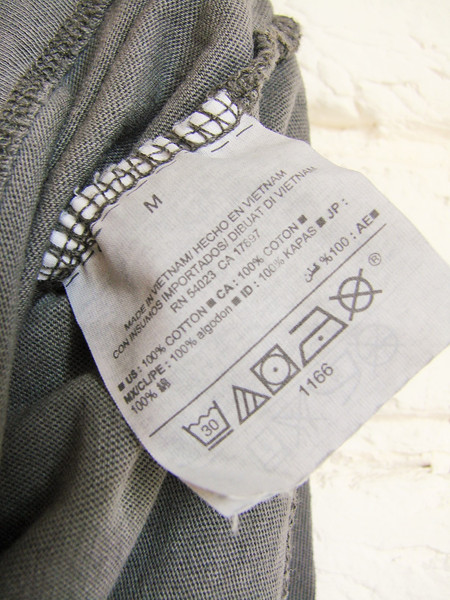 M
MADE IN VIETNAM/ HECHO EN VIETNAM
CON INSUMOS IMPORTADOS/ DIBUAT DI VIETNAM
RN 54023 CA 17897
■ US: 100% COTTON ■ CA : 100% COTON ■
MX/CL/PE : 100% algodon ■ ID : 100% KAPAS ■ JP :
100% 綿
%100 : AE■ قطن
30
®
1166